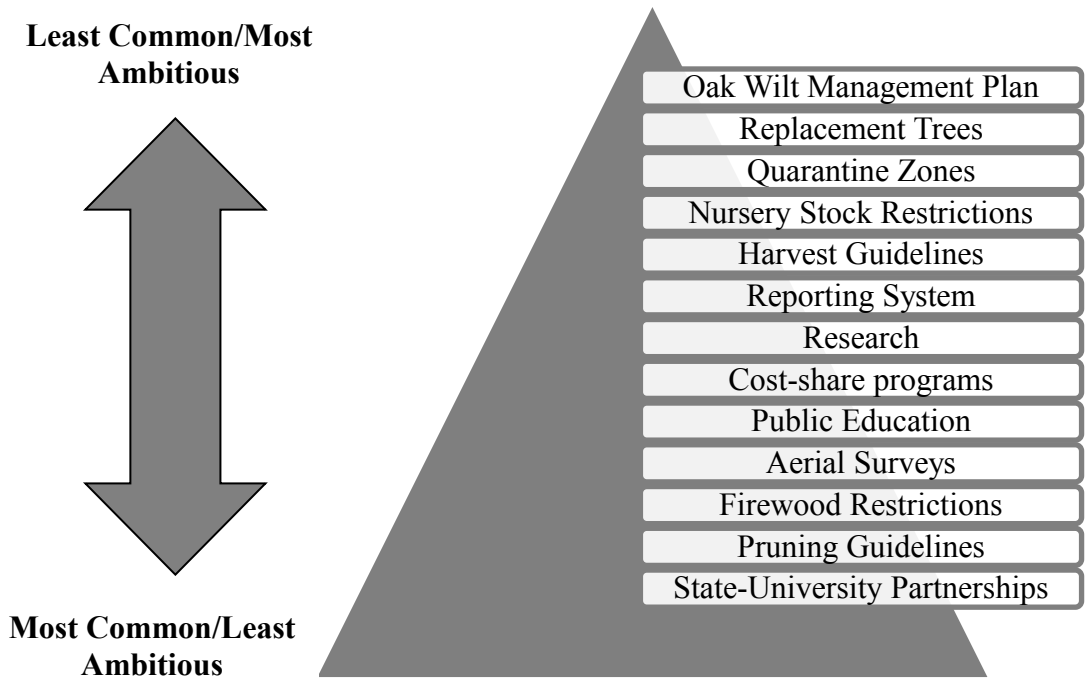 Least Common/Most
Ambitious
Oak Wilt Management Plan
Replacement Trees
Quarantine Zones
Nursery Stock Restrictions
Harvest Guidelines
Reporting System
Research
Cost-share programs
Public Education
Aerial Surveys
Firewood Restrictions
Pruning Guidelines
State-University Partnerships
Most Common/Least
Ambitious